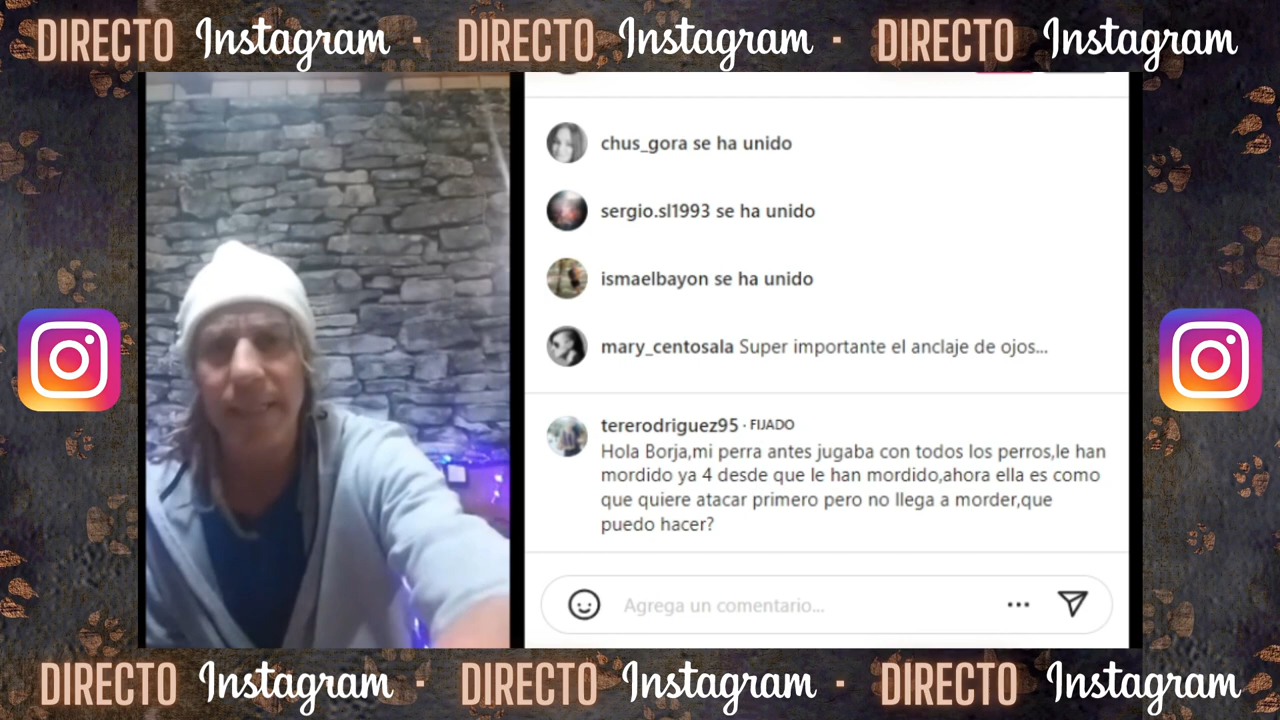 DIRECTO Instagram · DIRECTO Instagram · DIRECTO Instagram
chus_gora se ha unido
sergio.sl1993 se ha unido
ismaelbayon se ha unido
mary_centosala Super importante el anclaje de ojos...
tererodriguez95 · FIJADO
Hola Borja,mi perra antes jugaba con todos los perros,le han
mordido ya 4 desde que le han mordido,ahora ella es como
que quiere atacar primero pero no llega a morder,que
puedo hacer?
Agrega un comentario...
DIRECTO Instagram · DIRECTO Instagram · DIRECTO Instagram